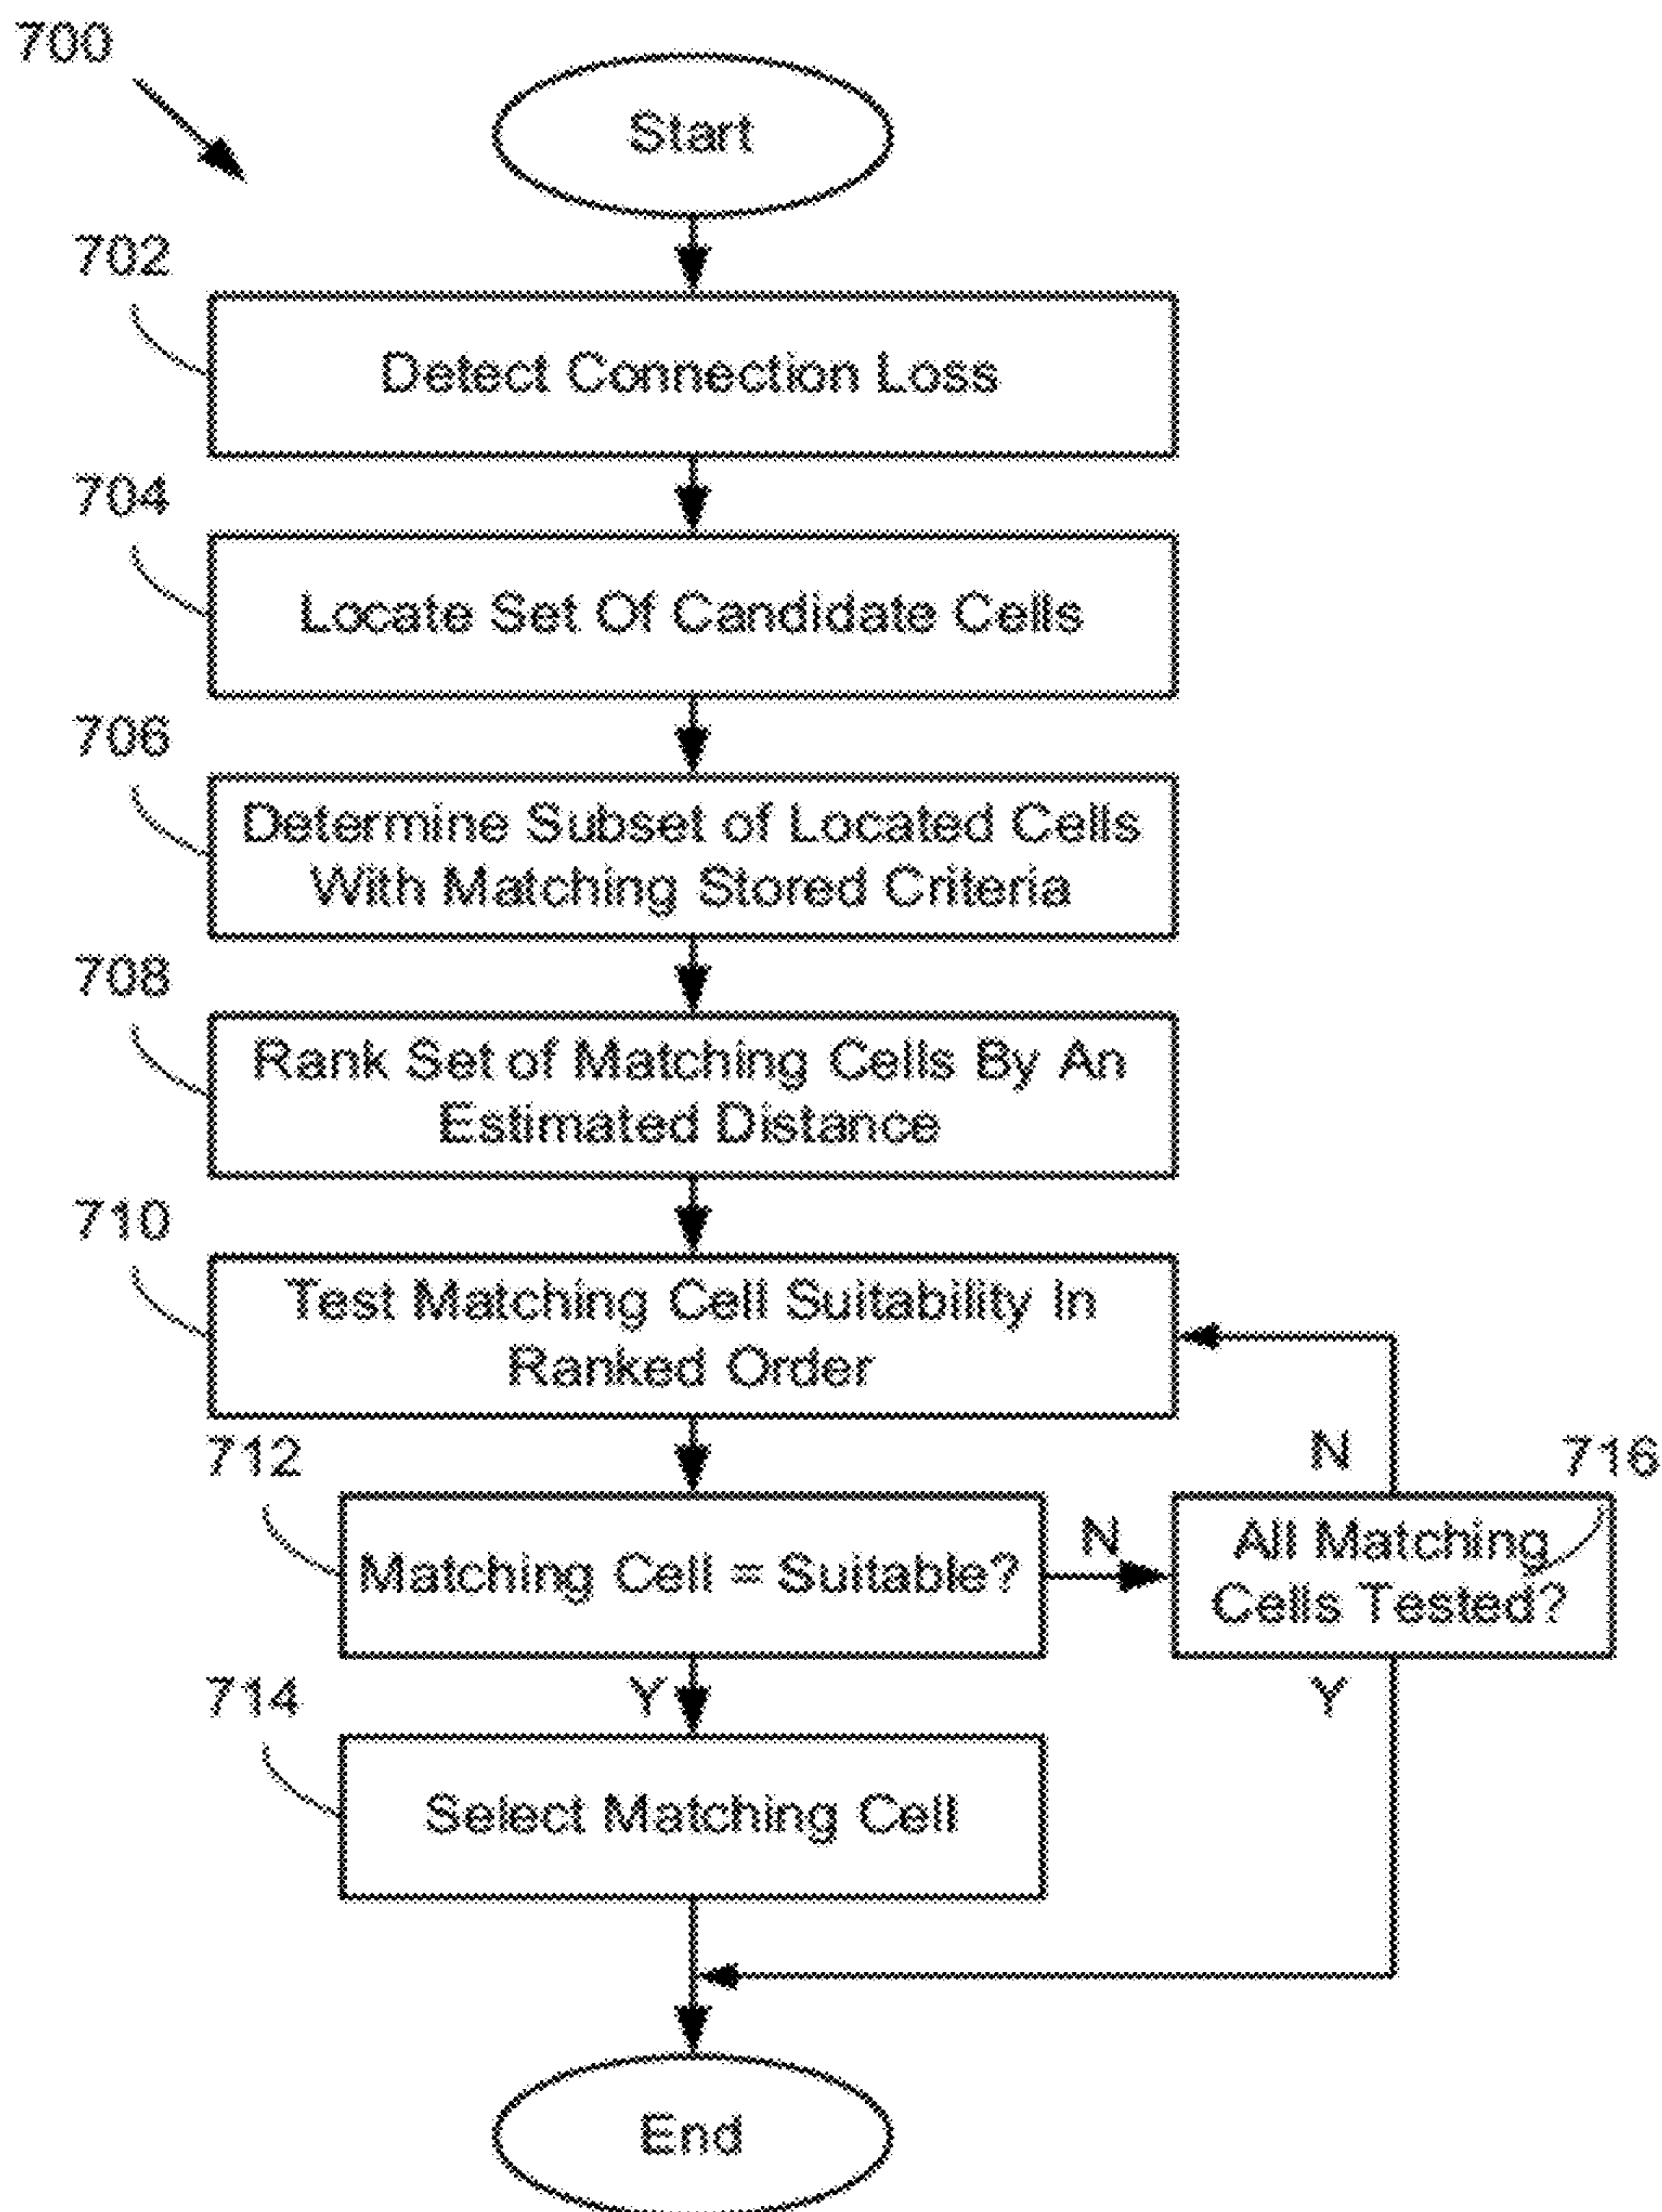 700
Start
702
Detect Connection Loss
704
Locate Set Of Candidate Cells
706
Determine Subset of Located Cells
With Matching Stored Criteria
708
Rank Set of Matching Cells By An
Estimated Distance
710
Test Matching Cell Suitability In
Ranked Order
712
Matching Cell = Suitable?
N
N
716
All Matching
Cells Tested?
714
Y
Y
Select Matching Cell
End